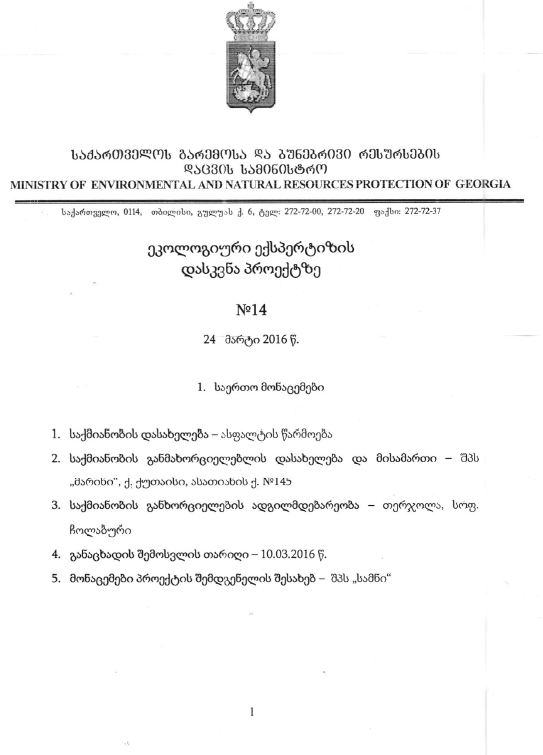 საქართველოს გარემოსა და ბუნებრივი რესურსების
დაცვის სამინისტრო
MINISTRY OF ENVIRONMENTAL AND NATURAL RESOURCES PROTECTION OF GEORGIA
საქართველო, 0114, თბილისი, გულუას ქ. 6, ტელ: 272-72-00, 272-72-20 ფაქსი: 272-72-37
ეკოლოგიური ექსპერტიზის
დასკვნა პროექტზე
№14
24 მარტი 2016 წ.
1. საერთო მონაცემები
1. საქმიანობის დასახელება – ასფალტის წარმოება
2. საქმიანობის განმახორციელებლის დასახელება და მისამართი – შპს
„მარიხი“, ქ. ქუთაისი, ასათიანის ქ. №145
3. საქმიანობის განხორციელების ადგილმდებარეობა – თერჯოლა, სოფ.
ჩოლაბური
4. განაცხადის შემოსვლის თარიღი – 10.03.2016 წ.
5. მონაცემები პროექტის შემდგენელის შესახებ – შპს „სამნი“
1